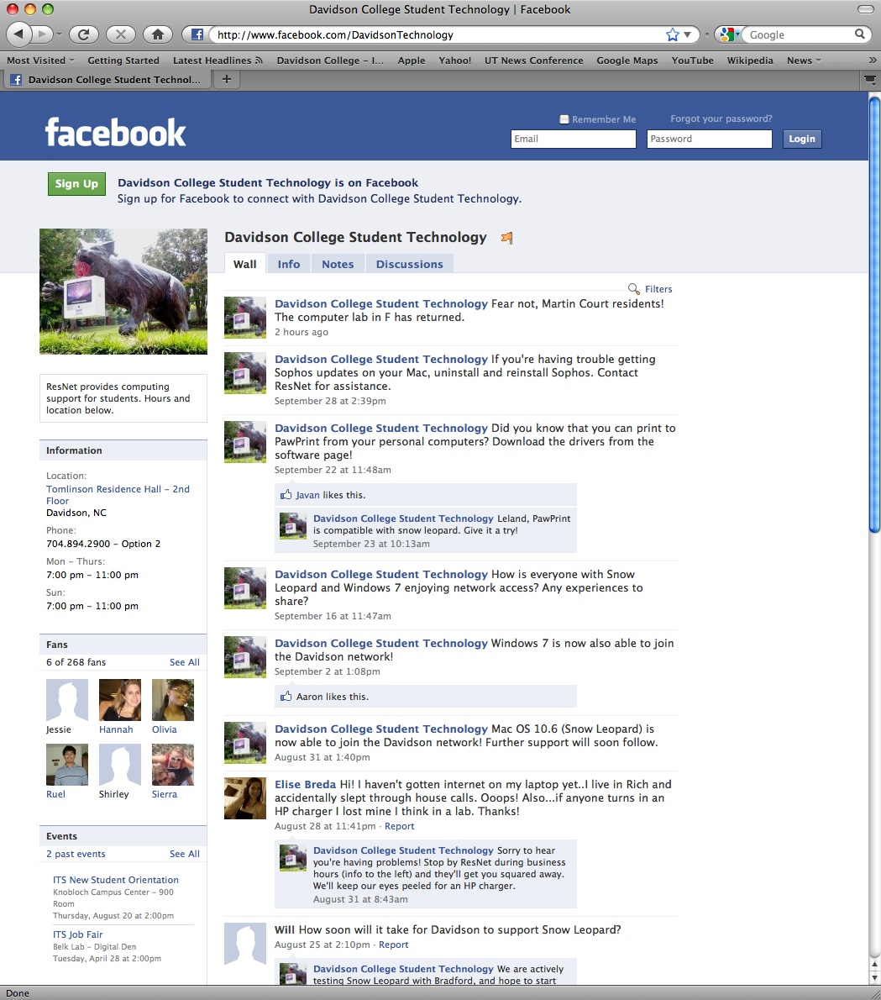 Davidson College Student Technology | Facebook
http://www.facebook.com/DavidsonTechnology
Google
Most Visited
Getting Started
Latest Headlines
Davidson College – I...
Apple
Yahoo!
UT News Conference
Google Maps
YouTube
Wikipedia
News
»
Davidson College Student Technol...
+
facebook
Remember Me
Forgot your password?
Email
Password
Login
Sign Up
Davidson College Student Technology is on Facebook
Sign up for Facebook to connect with Davidson College Student Technology.
Davidson College Student Technology
Wall
Info
Notes
Discussions
Filters
ResNet provides computing
support for students. Hours and
location below.
Information
Location:
Tomlinson Residence Hall – 2nd
Floor
Davidson, NC
Phone:
704.894.2900 – Option 2
Mon – Thurs:
7:00 pm – 11:00 pm
Sun:
7:00 pm – 11:00 pm
Fans
6 of 268 fans
See All
Jessie
Hannah
Olivia
Ruel
Shirley
Sierra
Events
2 past events
See All
ITS New Student Orientation
Knobloch Campus Center – 900
Room
Thursday, August 20 at 2:00pm
ITS Job Fair
Belk Lab – Digital Den
Tuesday, April 28 at 2:00pm
Davidson College Student Technology Fear not, Martin Court residents!
The computer lab in F has returned.
2 hours ago
Davidson College Student Technology If you're having trouble getting
Sophos updates on your Mac, uninstall and reinstall Sophos. Contact
ResNet for assistance.
September 28 at 2:39pm
Davidson College Student Technology Did you know that you can print to
PawPrint from your personal computers? Download the drivers from the
software page!
September 22 at 11:48am
Javan likes this.
Davidson College Student Technology Leland, PawPrint
is compatible with snow leopard. Give it a try!
September 23 at 10:13am
Davidson College Student Technology How is everyone with Snow
Leopard and Windows 7 enjoying network access? Any experiences to
share?
September 16 at 11:47am
Davidson College Student Technology Windows 7 is now also able to join
the Davidson network!
September 2 at 1:08pm
Aaron likes this.
Davidson College Student Technology Mac OS 10.6 (Snow Leopard) is
now able to join the Davidson network! Further support will soon follow.
August 31 at 1:40pm
Elise Breda Hi! I haven't gotten internet on my laptop yet..I live in Rich and
accidentally slept through house calls. Ooops! Also...if anyone turns in an
HP charger I lost mine I think in a lab. Thanks!
August 28 at 11:41pm · Report
Davidson College Student Technology Sorry to hear
you're having problems! Stop by ResNet during business
hours (info to the left) and they'll get you squared away.
We'll keep our eyes peeled for an HP charger.
August 31 at 8:43am
Will How soon will it take for Davidson to support Snow Leopard?
August 25 at 2:10pm · Report
Davidson College Student Technology We are actively
testing Snow Leopard with Bradford, and hope to start
Done